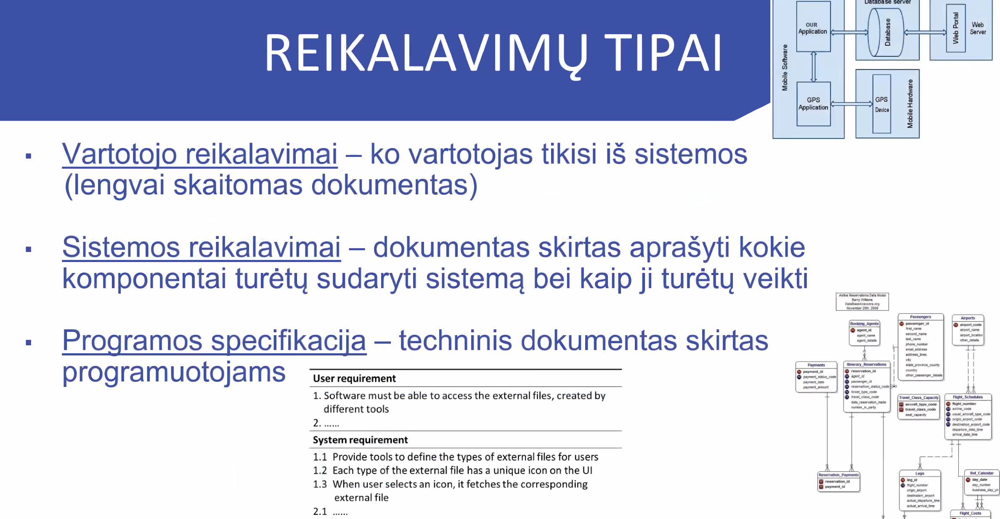 REIKALAVIMŲ TIPAI
▪ Vartotojo reikalavimai – ko vartotojas tikisi iš sistemos
(lengvai skaitomas dokumentas)
▪ Sistemos reikalavimai – dokumentas skirtas aprašyti kokie
komponentai turėtų sudaryti sistemą bei kaip ji turėtų veikti
▪ Programos specifikacija – techninis dokumentas skirtas
programuotojams
User requirement
1. Software must be able to access the external files, created by
different tools
2. ......
System requirement
1.1 Provide tools to define the types of external files for users
1.2 Each type of the external file has a unique icon on the UI
1.3 When user selects an icon, it fetches the corresponding
external file
2.1 ......
Database server
OUR
Application
Database
Web Portal
Web
Server
Mobile Software
GPS
Application
GPS
Device
Mobile Hardware
Airline Reservations Data Model
Barry Williams
DataBaseAnswers.org
November 20th. 2008
Booking_Agents
agent_id
agent_name
agent_details
Passengers
passenger_id
first_name
second_name
last_name
phone_number
email_address
address_lines
city
state_province_county
country
other_passenger_details
Airports
airport_code
airport_name
airport_location
other_details
Payments
payment_id
payment_status_code
payment_date
payment_amount
Itinerary_Reservations
reservation_id
agent_id
passenger_id
reservation_status_code
ticket_type_code
travel_class_code
date_reservation_made
number_in_party
Travel_Class_Capacity
aircraft_type_code
travel_class_code
seat_capacity
Flight_Schedules
flight_number
airline_code
usual_aircraft_type_code
origin_airport_code
destination_airport_code
departure_date_time
arrival_date_time
Reservation_Payments
reservation_id
payment_id
Legs
leg_id
flight_number
origin_airport
destination_airport
actual_departure_time
actual_arrival_time
Ref_Calendar
day_date
day_number
business_day_yn
Flight_Costs